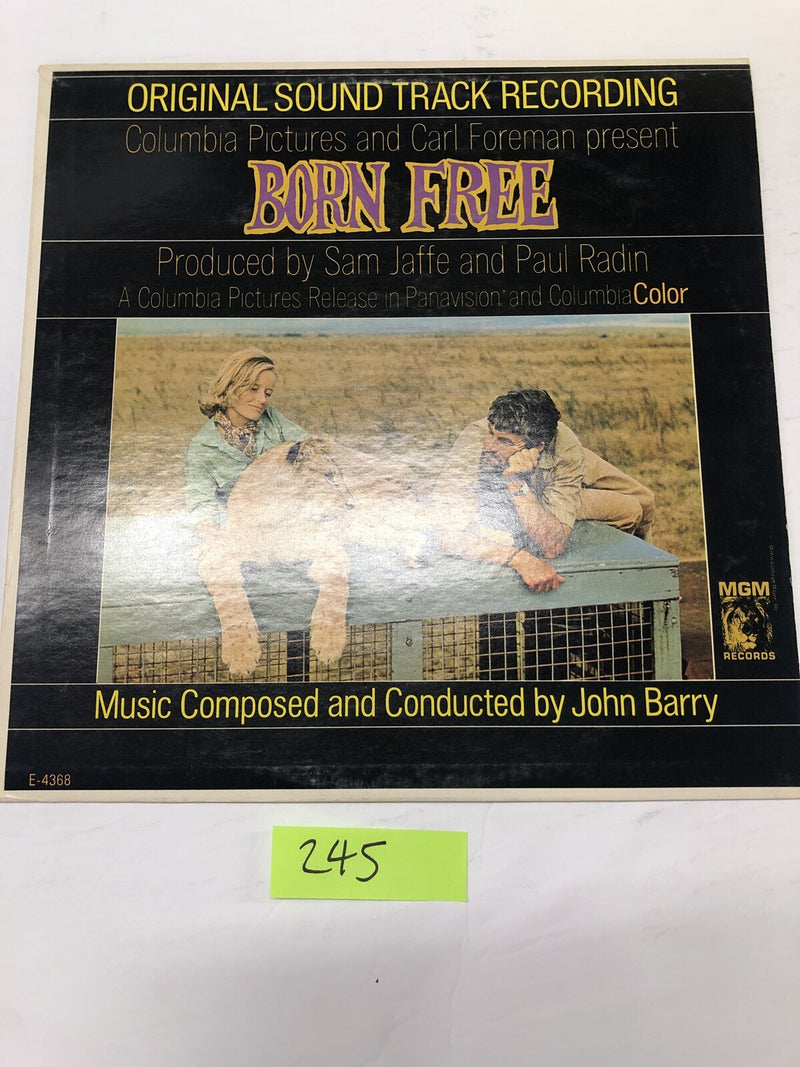 ORIGINAL SOUND TRACK RECORDING
Columbia Pictures and Carl Foreman present
BORN FREE
Produced by Sam Jaffe and Paul Radin
A Columbia Pictures Release in Panavision® and ColumbiaColor
MGM
RECORDS
Music Composed and Conducted by John Barry
E-4368
245